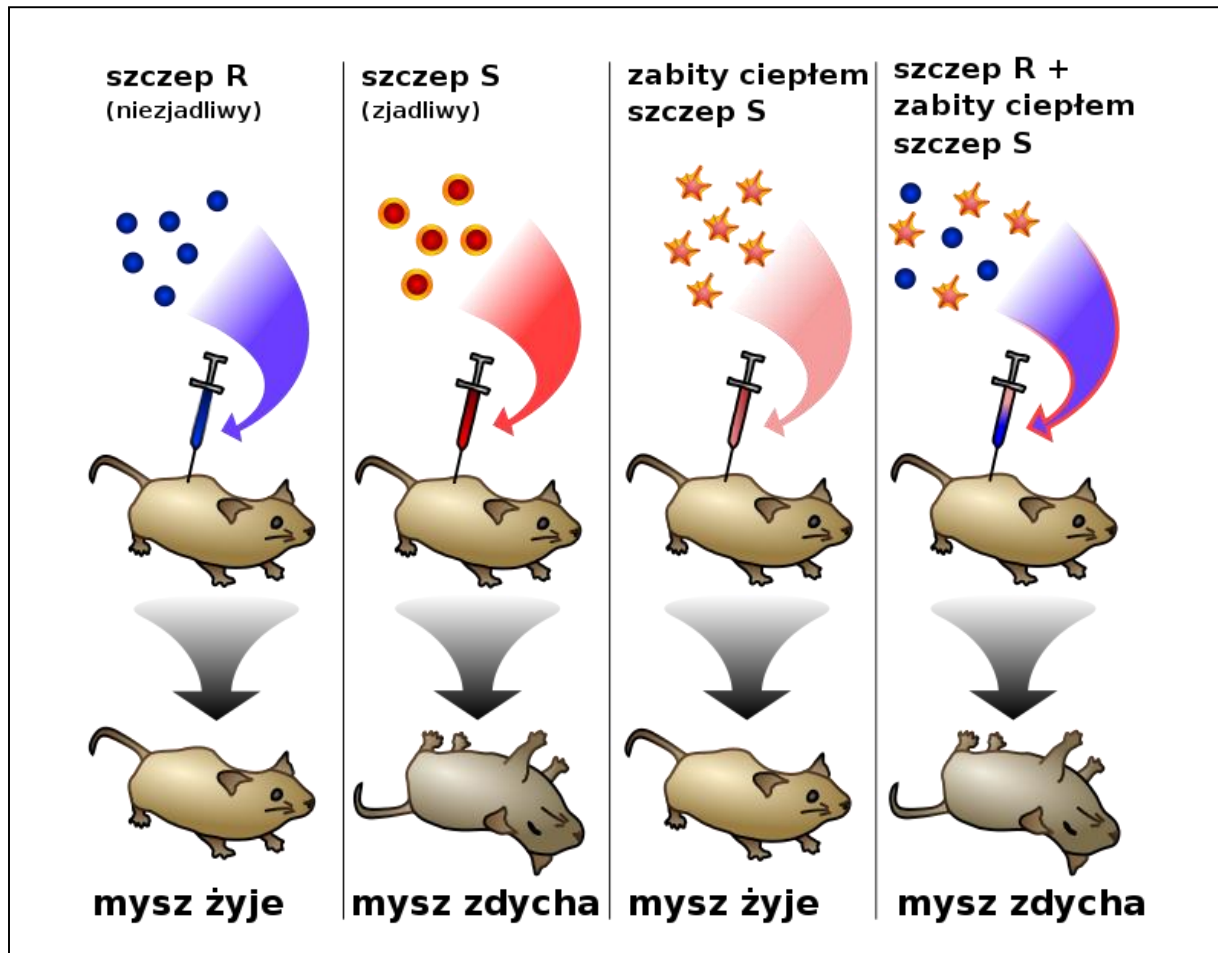 szczep R
(niezjadliwy)
szczep S
(zjadliwy)
zabity ciepłem
szczep S
szczep R +
zabity ciepłem
szczep S
mysz żyje
mysz zdycha
mysz żyje
mysz zdycha